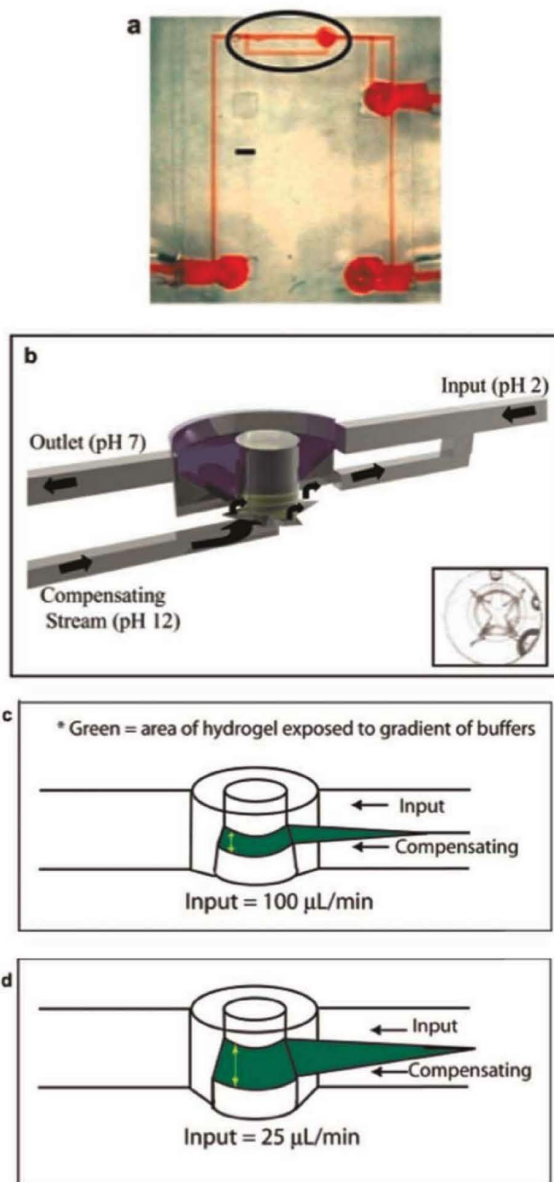 a
b
Input (pH 2)
Outlet (pH 7)
Compensating
Stream (pH 12)
c
* Green = area of hydrogel exposed to gradient of buffers
Input
Compensating
Input = 100 µL/min
d
Input
Compensating
Input = 25 µL/min